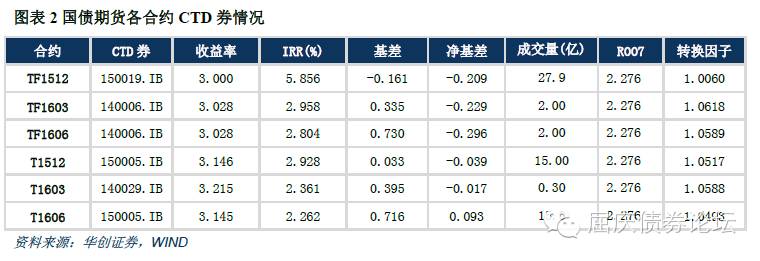 图表 2 国债期货各合约 CTD 券情况
合约 CTD 券 收益率 IRR(%) 基差 净基差 成交量(亿) R007 转换因子
TF1512 150019.IB 3.000 5.856 -0.161 -0.209 27.9 2.276 1.0060
TF1603 140006.IB 3.028 2.958 0.335 -0.229 2.00 2.276 1.0618
TF1606 140006.IB 3.028 2.804 0.730 -0.296 2.00 2.276 1.0589
T1512 150005.IB 3.146 2.928 0.033 -0.039 15.00 2.276 1.0517
T1603 140029.IB 3.215 2.361 0.395 -0.017 0.30 2.276 1.0588
T1606 150005.IB 3.145 2.262 0.716 0.093 2.276
屈庆债券论坛
资料来源：华创证券，WIND